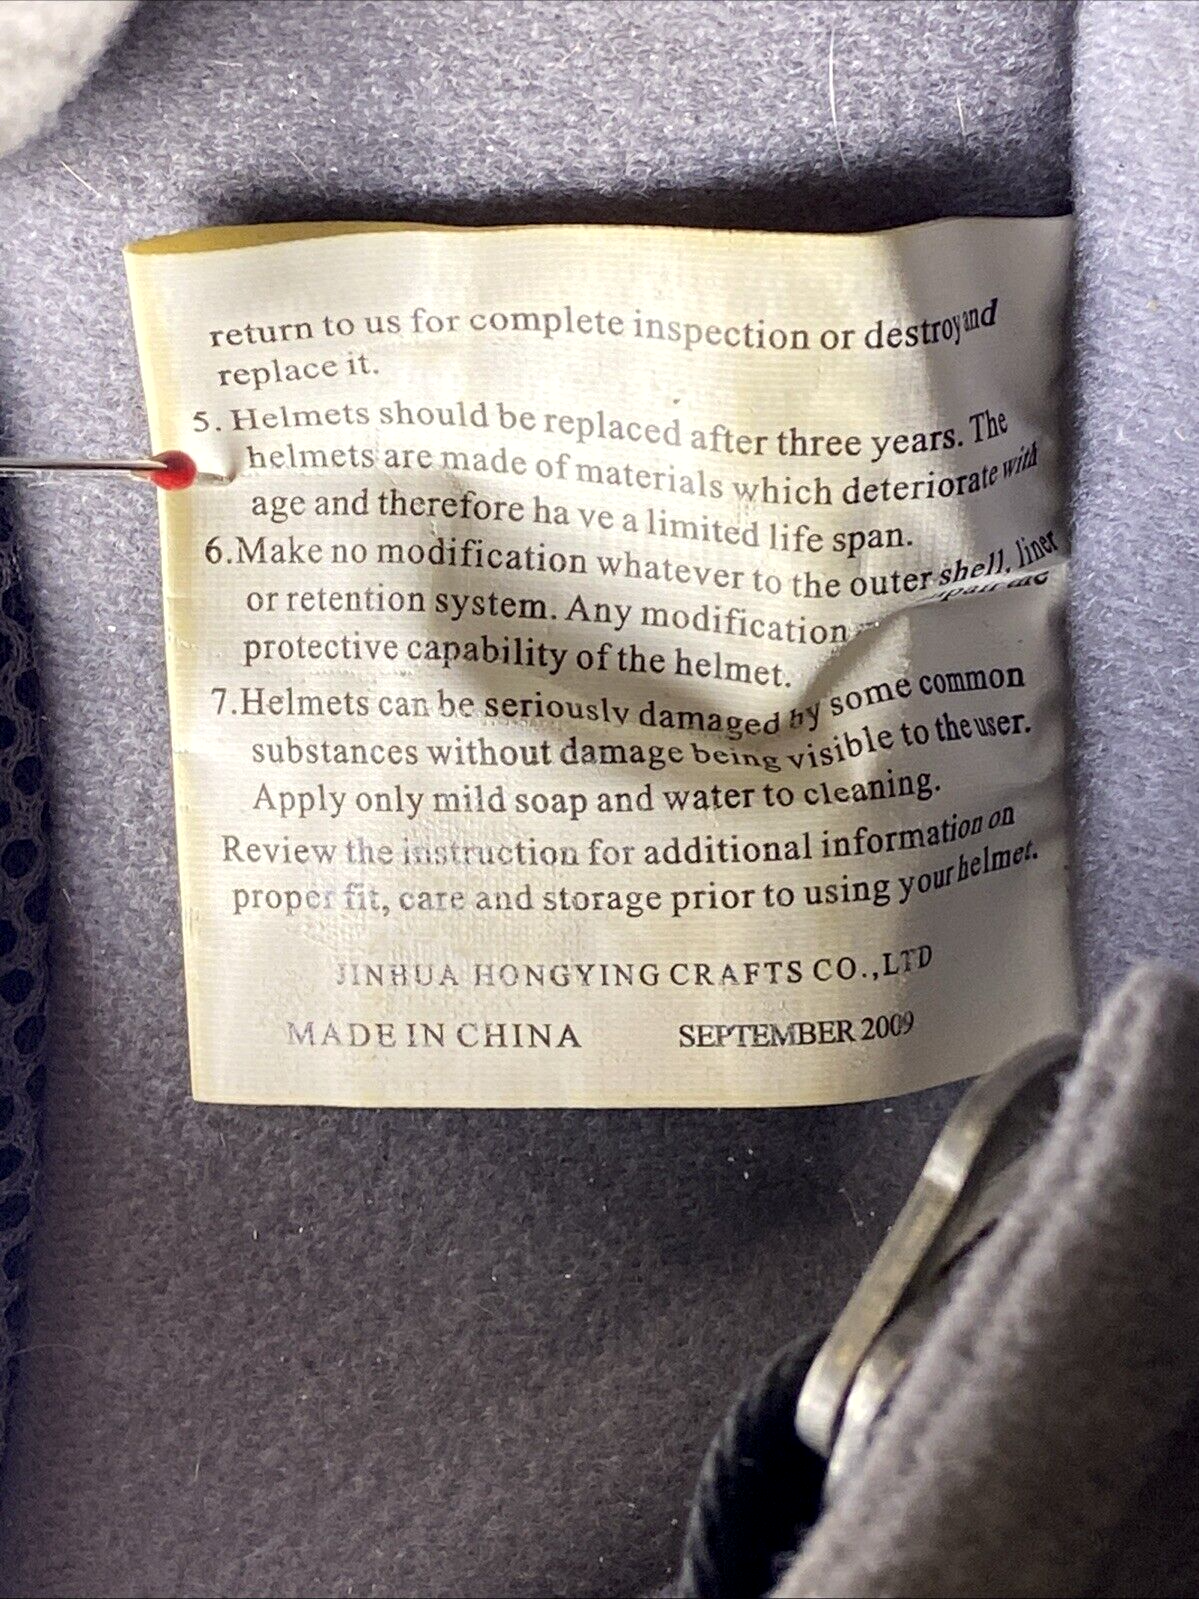 return to us for complete inspection or destroy and
replace it.
5. Helmets should be replaced after three years. The
helmets are made of materials which deteriorate with
age and therefore ha ve a limited life span.
6.Make no modification whatever to the outer shell, liner
or retention system. Any modification
protective capability of the helmet.
7.Helmets can be seriously damaged by some common
substances without damage being visible to the user.
Apply only mild soap and water to cleaning.
Review the instruction for additional information on
proper fit, care and storage prior to using your helmet.
JINHUA HONGYING CRAFTS CO.,LTD
MADE IN CHINA SEPTEMBER 2009